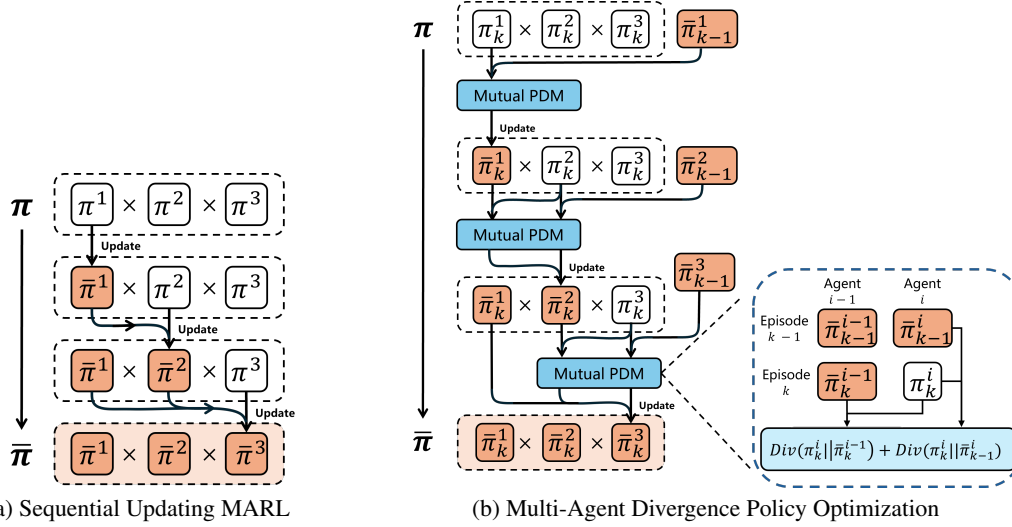 π
π¹ × π² × π³
Update
π̄¹ × π² × π³
Update
π̄¹ × π̄² × π³
Update
π̄
π̄¹ × π̄² × π̄³
a) Sequential Updating MARL
π
π¹ₖ × π²ₖ × π³ₖ π̄¹ₖ₋₁
Mutual PDM
Update
π̄¹ₖ × π²ₖ × π³ₖ π̄²ₖ₋₁
Mutual PDM
Update
π̄¹ₖ × π̄²ₖ × π³ₖ π̄³ₖ₋₁
Mutual PDM
Update
π̄
π̄¹ₖ × π̄²ₖ × π̄³ₖ
Agent i − 1
Agent i
Episode k − 1
π̄ⁱ⁻¹ₖ₋₁ π̄ⁱₖ₋₁
Episode k
π̄ⁱ⁻¹ₖ πⁱₖ
Div(πⁱₖ||π̄ⁱ⁻¹ₖ) + Div(πⁱₖ||π̄ⁱₖ₋₁)
(b) Multi-Agent Divergence Policy Optimization